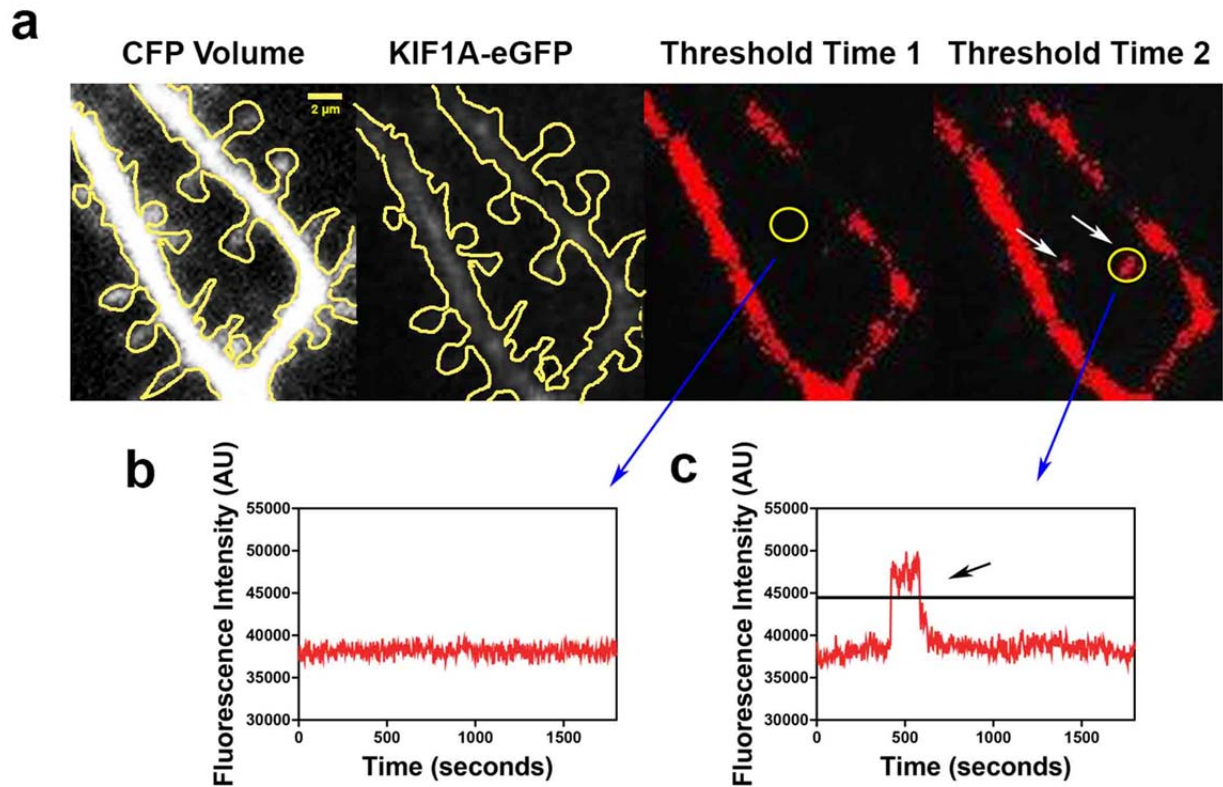 a
CFP Volume
KIF1A-eGFP
Threshold Time 1
Threshold Time 2
2 µm
b
Fluorescence Intensity (AU)
55000
50000
45000
40000
35000
30000
0
500
1000
1500
Time (seconds)
c
Fluorescence Intensity (AU)
55000
50000
45000
40000
35000
30000
0
500
1000
1500
Time (seconds)